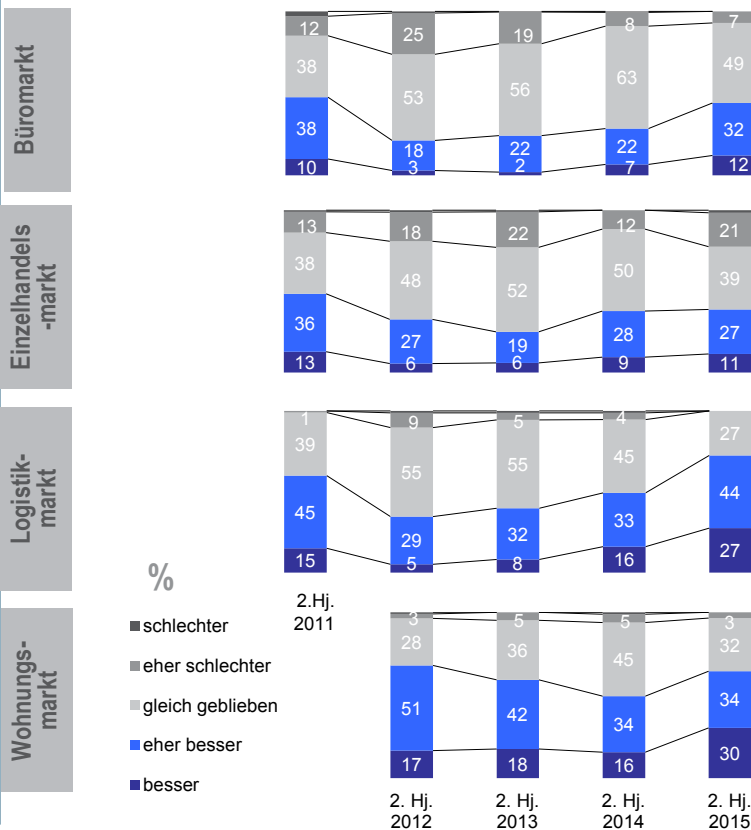 Büromarkt
12 25 19 8 7
38 53 56 63 49
38 18 22 22 32
10 3 2 7 12
Einzelhandels
-markt
13 18 22 12 21
38 48 52 50 39
36 27 19 28 27
13 6 6 9 11
Logistik-
markt
1 9 5 4 27
39 55 55 45 44
45 29 32 33 27
15 5 8 16
2.Hj.
2011
%
schlechter
eher schlechter
gleich geblieben
eher besser
besser
Wohnungs-
markt
3 5 5 3
28 36 45 32
51 42 34 34
17 18 16 30
2. Hj. 2. Hj. 2. Hj. 2. Hj.
2012 2013 2014 2015